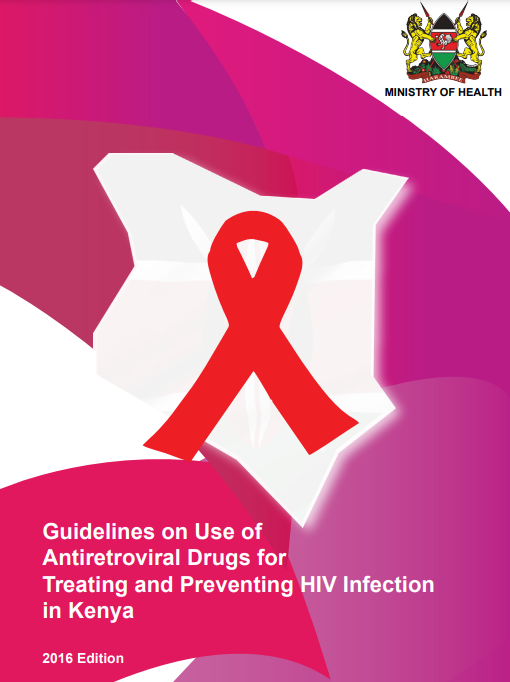 HARAMBEE
MINISTRY OF HEALTH
Guidelines on Use of
Antiretroviral Drugs for
Treating and Preventing HIV Infection
in Kenya
2016 Edition